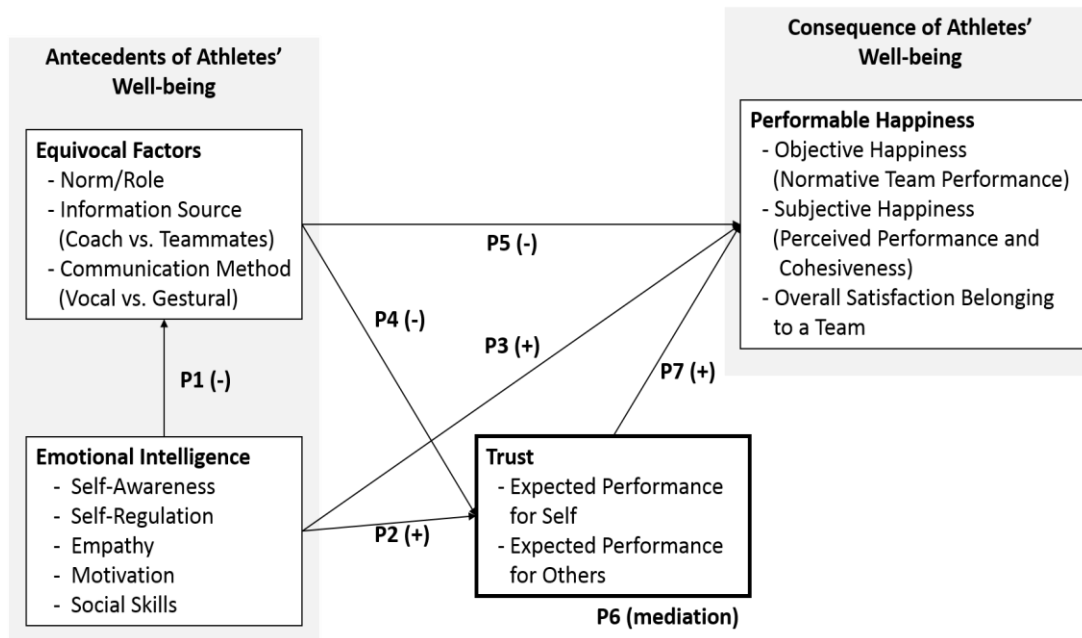 Antecedents of Athletes'
Well-being
Equivocal Factors
- Norm/Role
- Information Source
(Coach vs. Teammates)
- Communication Method
(Vocal vs. Gestural)
P1 (-)
Emotional Intelligence
- Self-Awareness
- Self-Regulation
- Empathy
- Motivation
- Social Skills
P5 (-)
P4 (-)
P3 (+)
P7 (+)
P2 (+)
Trust
- Expected Performance
for Self
- Expected Performance
for Others
P6 (mediation)
Consequence of Athletes'
Well-being
Performable Happiness
- Objective Happiness
(Normative Team Performance)
- Subjective Happiness
(Perceived Performance and
Cohesiveness)
- Overall Satisfaction Belonging
to a Team